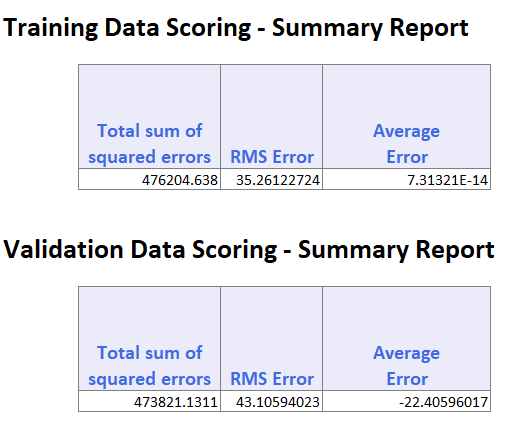 Training Data Scoring - Summary Report
Total sum of squared errors RMS Error Average Error
476204.638 35.26122724 7.31321E-14
Validation Data Scoring - Summary Report
Total sum of squared errors RMS Error Average Error
473821.1311 43.10594023 -22.40596017